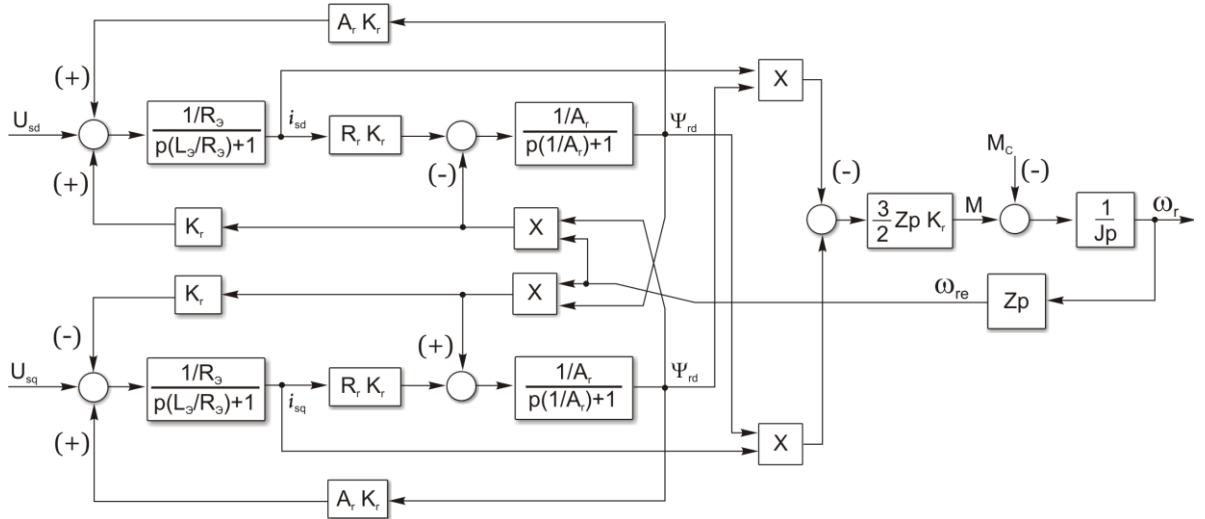 A_r K_r
(+)
U_sd
1/R_Э
p(L_Э/R_Э)+1
i_sd
R_r K_r
1/A_r
p(1/A_r)+1
Ψ_rd
X
(-)
(+)
(-)
M_C
(-)
K_r
X
3/2 Zp K_r
M
1/Jp
ω_r
K_r
X
ω_re
Zp
(-)
(+)
U_sq
1/R_Э
p(L_Э/R_Э)+1
i_sq
R_r K_r
1/A_r
p(1/A_r)+1
Ψ_rd
(+)
X
A_r K_r